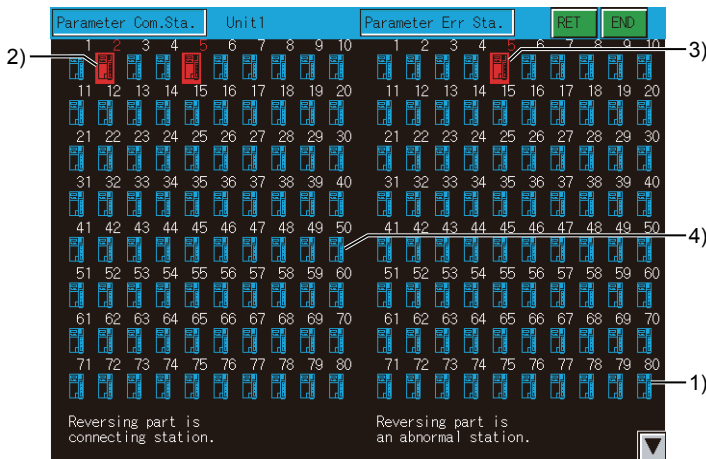 Parameter Com.Sta. Unit1 Parameter Err Sta. RET END
1 2 3 4 5 6 7 8 9 10 1 2 3 4 5 6 7 8 9 10
2)
3)
11 12 13 14 15 16 17 18 19 20 11 12 13 14 15 16 17 18 19 20
21 22 23 24 25 26 27 28 29 30 21 22 23 24 25 26 27 28 29 30
31 32 33 34 35 36 37 38 39 40 31 32 33 34 35 36 37 38 39 40
41 42 43 44 45 46 47 48 49 50 41 42 43 44 45 46 47 48 49 50
4)
51 52 53 54 55 56 57 58 59 60 51 52 53 54 55 56 57 58 59 60
61 62 63 64 65 66 67 68 69 70 61 62 63 64 65 66 67 68 69 70
71 72 73 74 75 76 77 78 79 80 71 72 73 74 75 76 77 78 79 80
1)
Reversing part is
connecting station.
Reversing part is
an abnormal station.